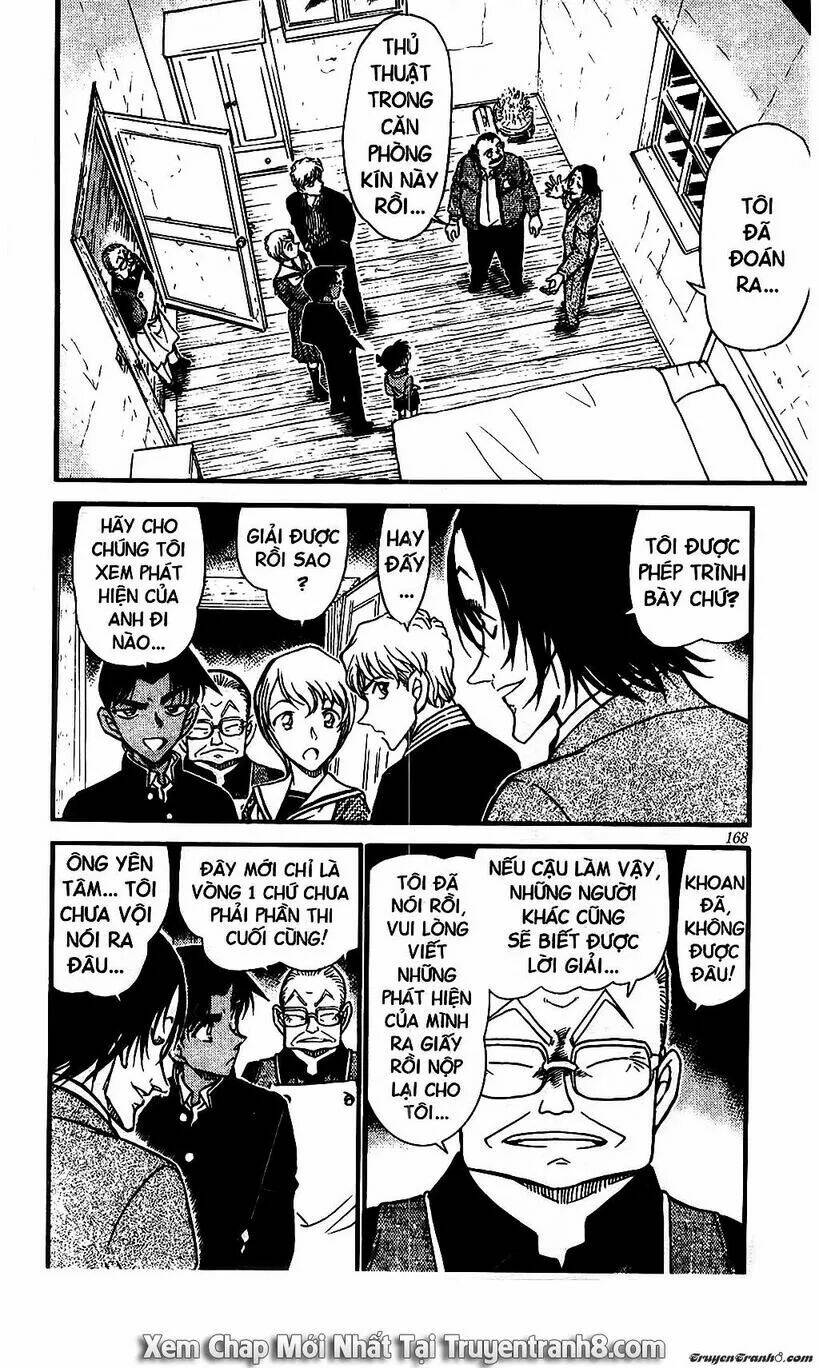 TÔI
ĐÃ
ĐOÁN
RA...
THỦ
THUẬT
TRONG
CĂN
PHÒNG
KÍN NÀY
RỒI...
TÔI ĐƯỢC
PHÉP TRÌNH
BÀY CHỨ?
HAY
ĐẤY
...
GIẢI ĐƯỢC
RỒI SAO
?
HÃY CHO
CHÚNG TÔI
XEM PHÁT
HIỆN CỦA
ANH ĐI
NÀO...
168
KHOAN
ĐÃ,
KHÔNG
ĐƯỢC
ĐÂU!
NẾU CẬU LÀM VẬY,
NHỮNG NGƯỜI
KHÁC CŨNG
SẼ BIẾT ĐƯỢC
LỜI GIẢI...
TÔI ĐÃ
NÓI RỒI,
VUI LÒNG
VIẾT
NHỮNG
PHÁT HIỆN
CỦA MÌNH
RA GIẤY
RỒI NỘP
LẠI CHO
TÔI...
ĐÂY MỚI CHỈ LÀ
VÒNG 1 CHỨ CHƯA
PHẢI PHẦN THI
CUỐI CÙNG!
ÔNG YÊN
TÂM... TÔI
CHƯA VỘI
NÓI RA
ĐÂU...
Xem Chap Mới Nhất Tại Truyentranh8.com
TruyenTranh8.com